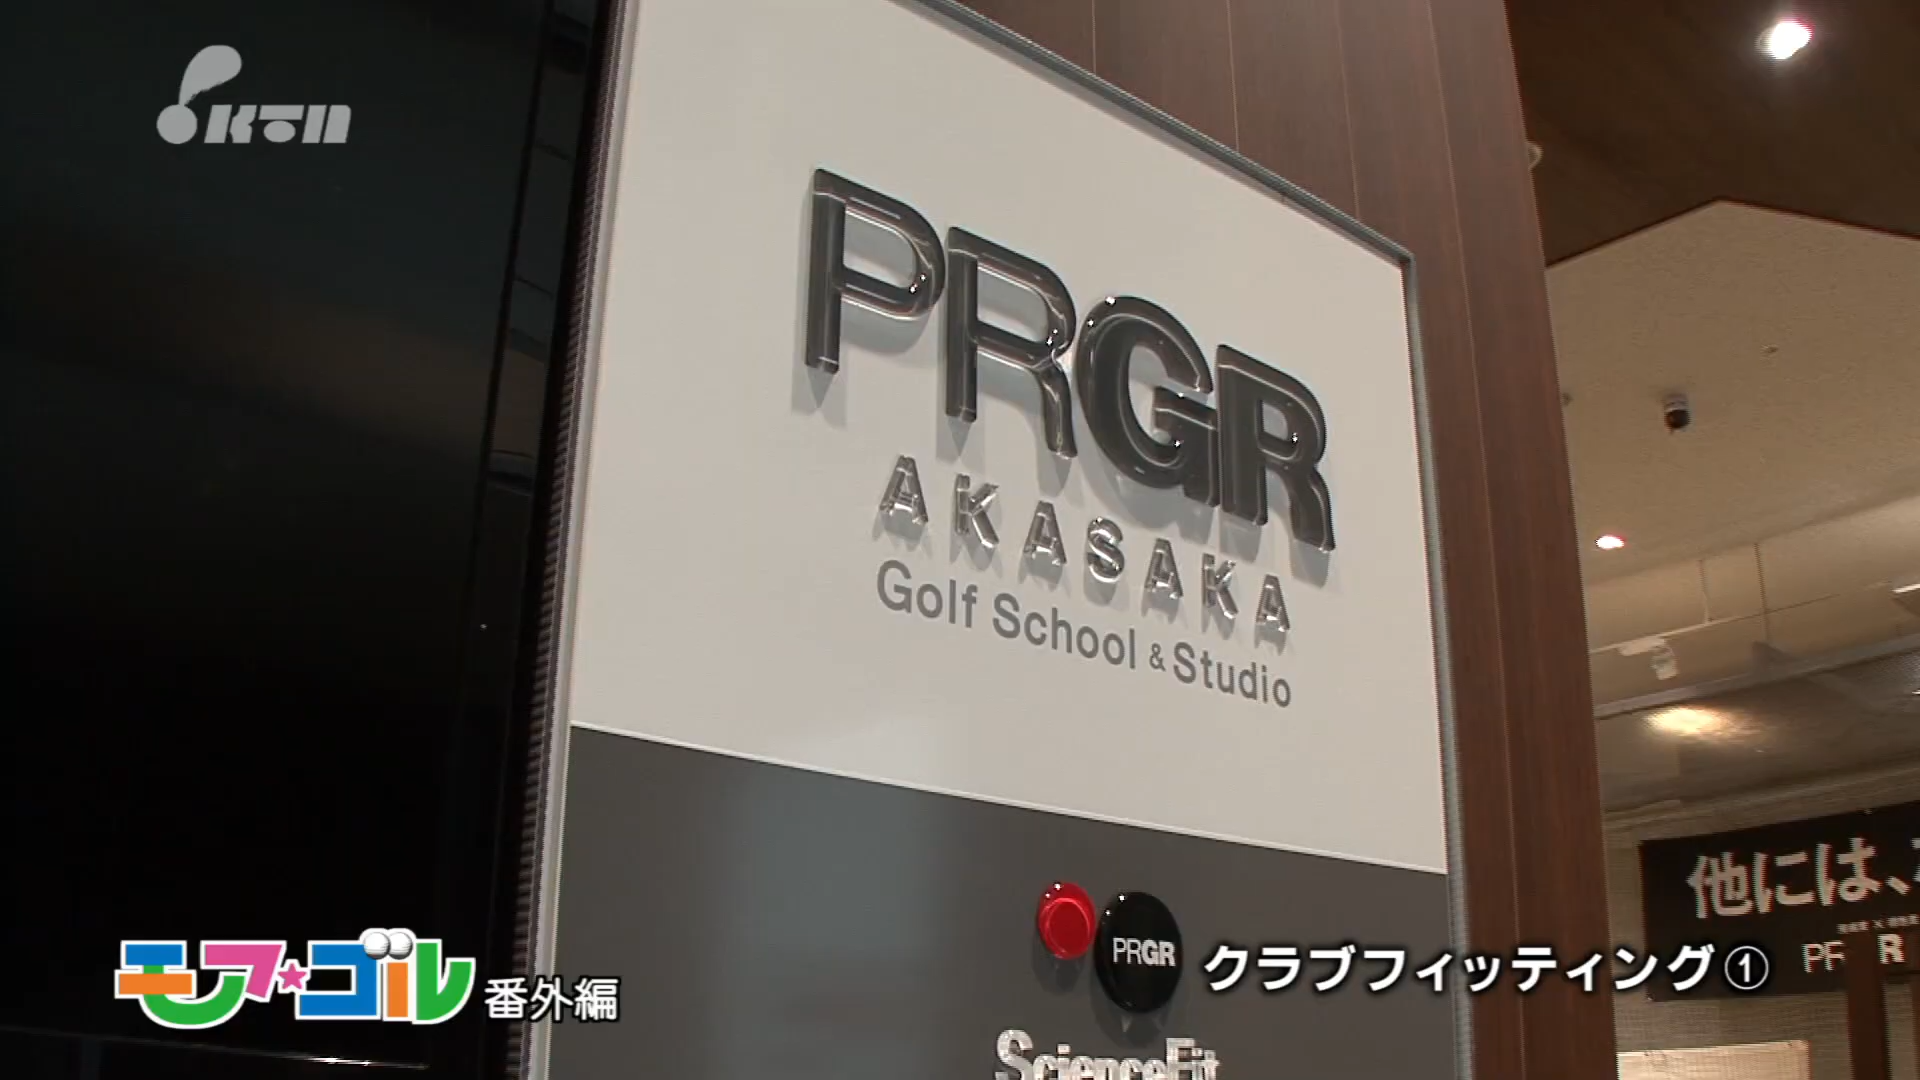 KTN
PRGR
AKASAKA
Golf School & Studio
PRGR
ScienceFit
クラブフィッティング①
モア★ゴル 番外編
他には、